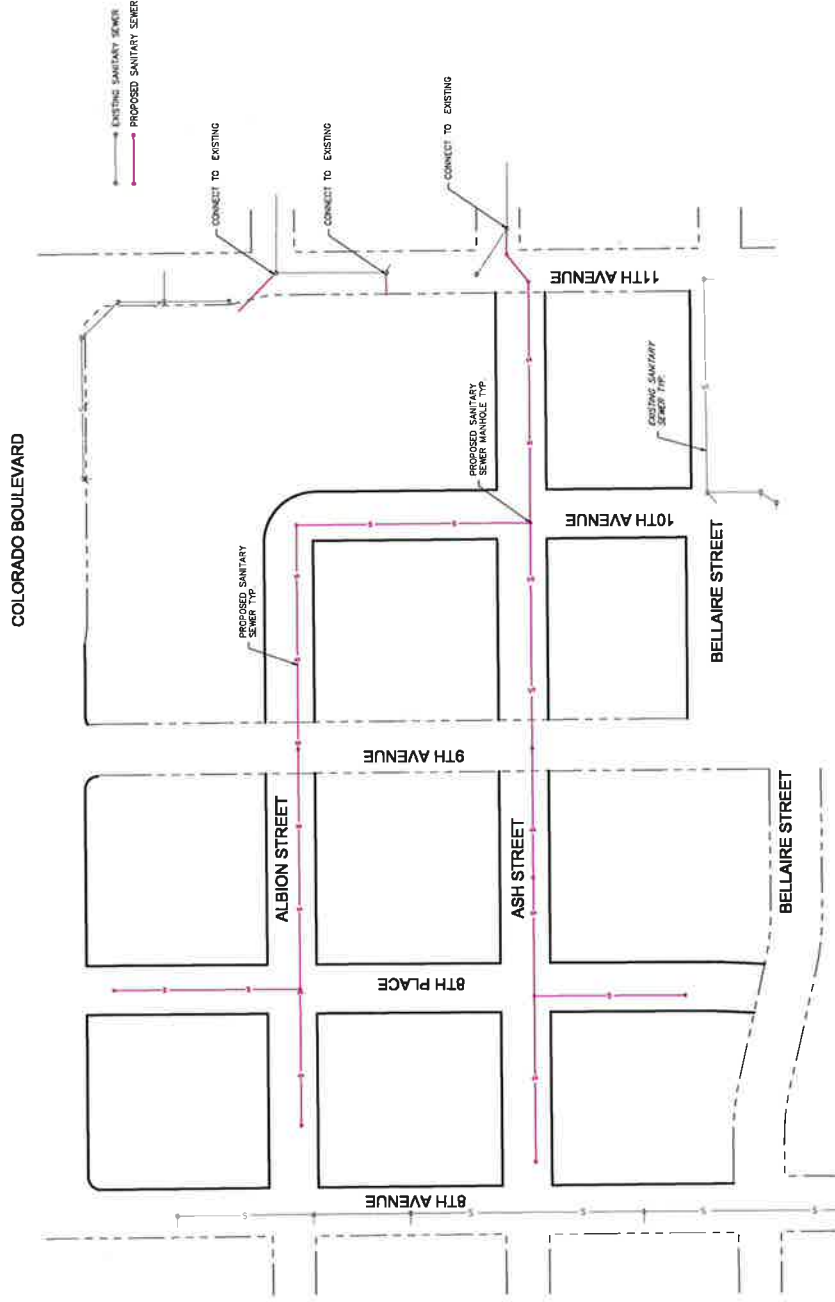 COLORADO BOULEVARD
EXISTING SANITARY SEWER
PROPOSED SANITARY SEWER
CONNECT TO EXISTING
CONNECT TO EXISTING
CONNECT TO EXISTING
11TH AVENUE
PROPOSED SANITARY
SEWER MANHOLE TYP.
EXISTING SANITARY
SEWER TYP.
10TH AVENUE
PROPOSED SANITARY
SEWER TYP.
BELLAIRE STREET
9TH AVENUE
ALBION STREET
ASH STREET
BELLAIRE STREET
8TH PLACE
8TH AVENUE